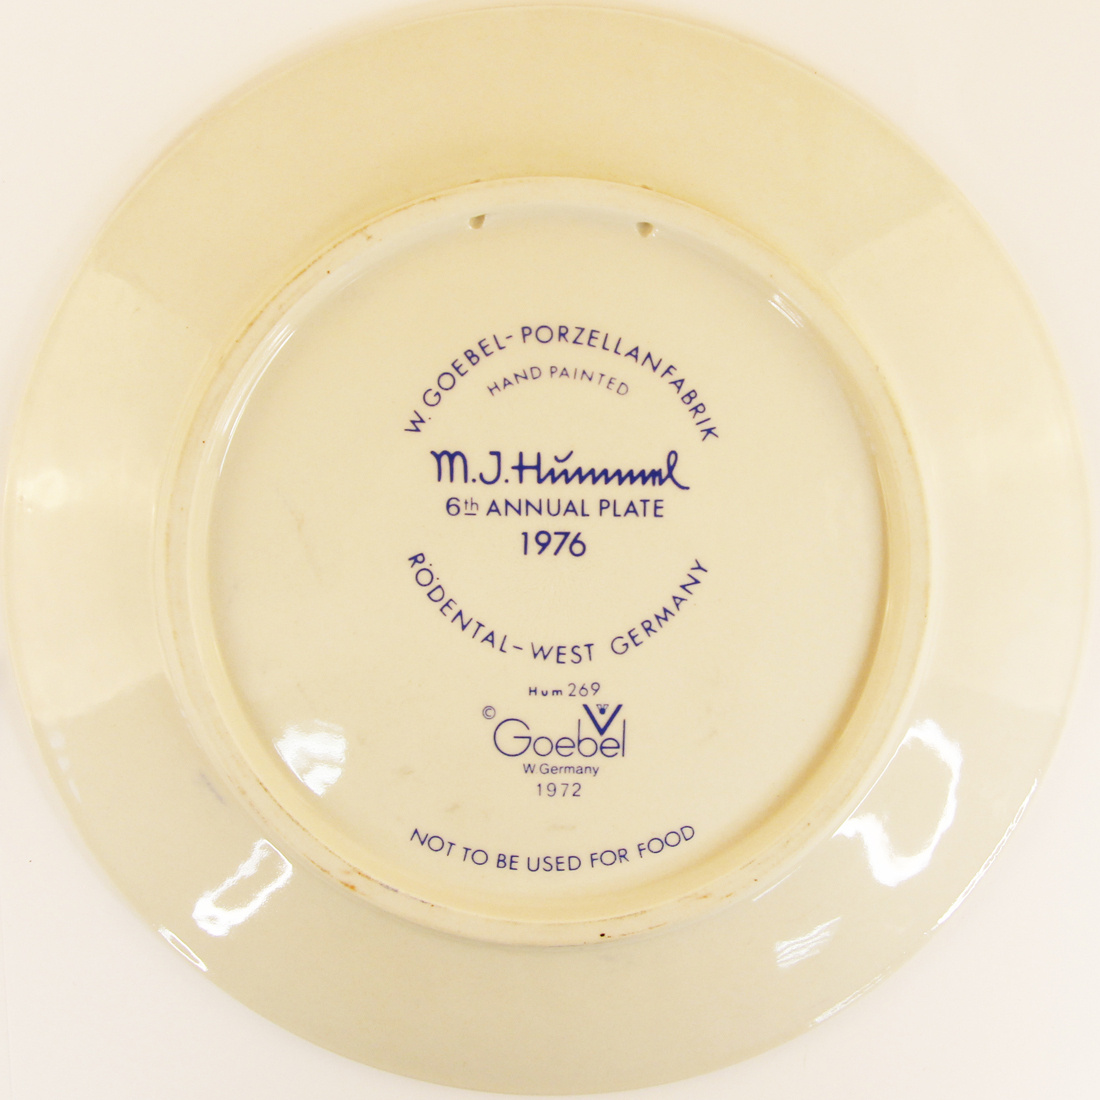 W. GOEBEL-PORZELLANFABRIK
HAND PAINTED
M.J. Hummel
6th ANNUAL PLATE
1976
RÖDENTAL-WEST GERMANY
Hum 269
© Goebel
W. Germany
1972
NOT TO BE USED FOR FOOD